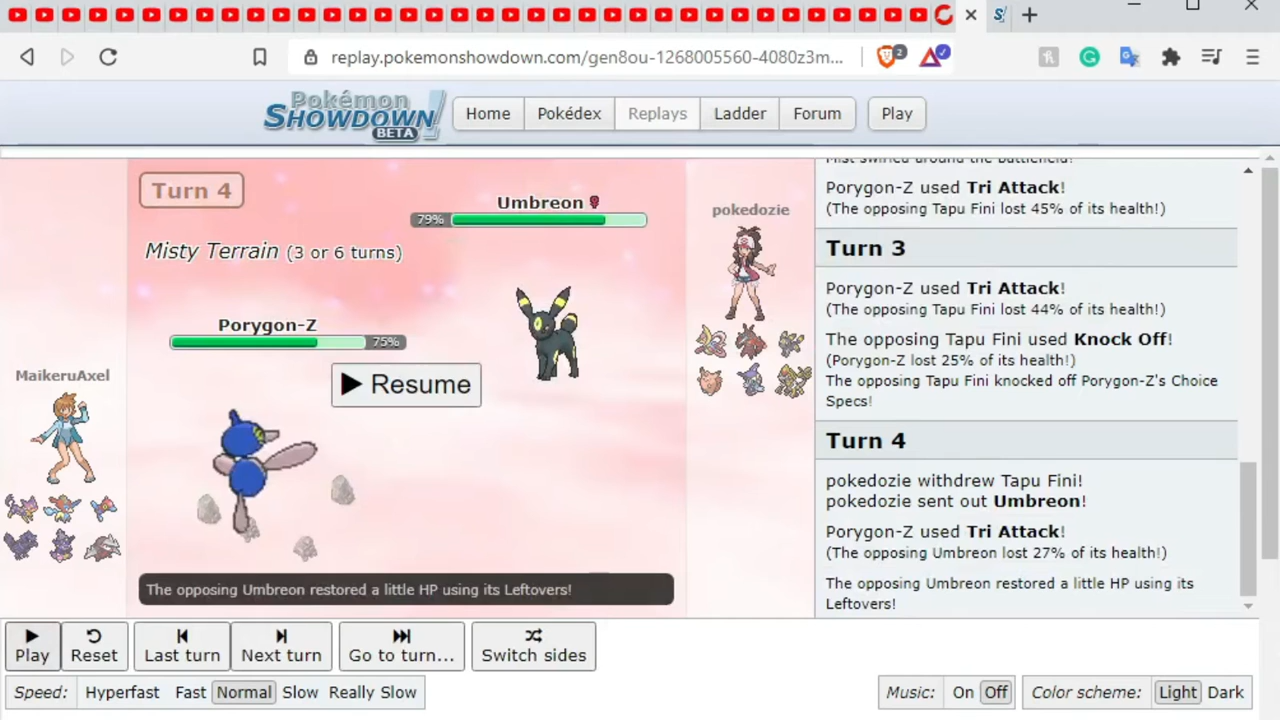 replay.pokemonshowdown.com/gen8ou-1268005560-4080z3m...
2
Pokémon
SHOWDOWN!
BETA
Home
Pokédex
Replays
Ladder
Forum
Play
Turn 4
Misty Terrain (3 or 6 turns)
Umbreon
79%
Porygon-Z
75%
Resume
MaikeruAxel
pokedozie
The opposing Umbreon restored a little HP using its Leftovers!
Mist swirled around the battlefield!
Porygon-Z used Tri Attack!
(The opposing Tapu Fini lost 45% of its health!)
Turn 3
Porygon-Z used Tri Attack!
(The opposing Tapu Fini lost 44% of its health!)
The opposing Tapu Fini used Knock Off!
(Porygon-Z lost 25% of its health!)
The opposing Tapu Fini knocked off Porygon-Z's Choice
Specs!
Turn 4
pokedozie withdrew Tapu Fini!
pokedozie sent out Umbreon!
Porygon-Z used Tri Attack!
(The opposing Umbreon lost 27% of its health!)
The opposing Umbreon restored a little HP using its
Leftovers!
Play
Reset
Last turn
Next turn
Go to turn...
Switch sides
Speed: Hyperfast Fast Normal Slow Really Slow
Music: On Off
Color scheme: Light Dark